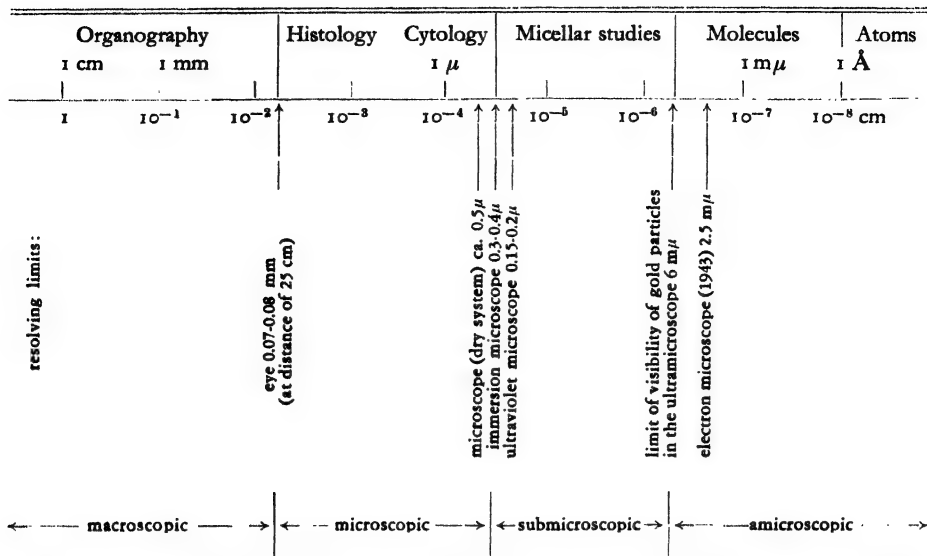 Organography Histology Cytology Micellar studies Molecules Atoms
1 cm 1 mm 1 μ 1 mμ 1 Å
1 10⁻¹ 10⁻² 10⁻³ 10⁻⁴ 10⁻⁵ 10⁻⁶ 10⁻⁷ 10⁻⁸ cm
resolving limits:
eye 0.07-0.08 mm
(at distance of 25 cm)
microscope (dry system) ca. 0.5μ
immersion microscope 0.3-0.4μ
ultraviolet microscope 0.15-0.2μ
limit of visibility of gold particles
in the ultramicroscope 6 mμ
electron microscope (1943) 2.5 mμ
macroscopic microscopic submicroscopic amicroscopic